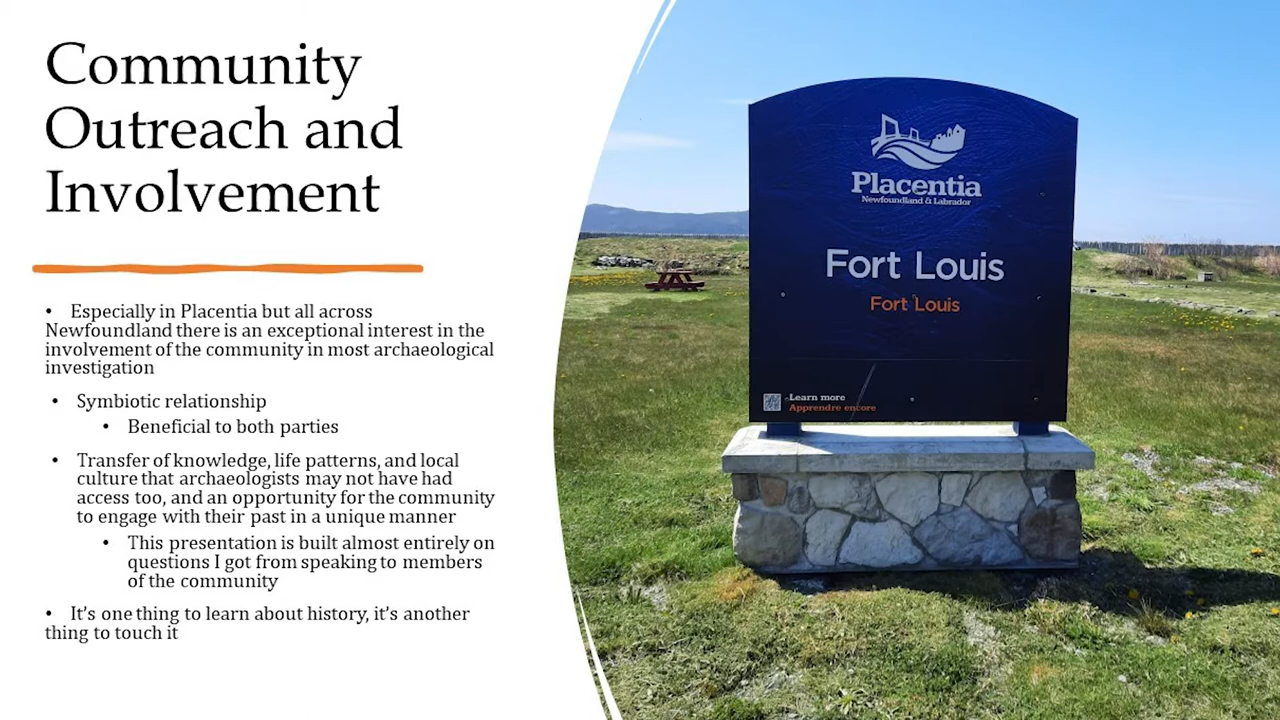 Community
Outreach and
Involvement
• Especially in Placentia but all across
Newfoundland there is an exceptional interest in the
involvement of the community in most archaeological
investigation
• Symbiotic relationship
• Beneficial to both parties
• Transfer of knowledge, life patterns, and local
culture that archaeologists may not have had
access too, and an opportunity for the community
to engage with their past in a unique manner
• This presentation is built almost entirely on
questions I got from speaking to members
of the community
• It's one thing to learn about history, it's another
thing to touch it
Placentia
Newfoundland & Labrador
Fort Louis
Fort Louis
Learn more
Apprendre encore